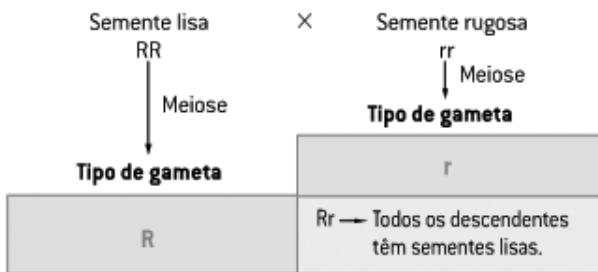 Semente lisa × Semente rugosa
RR rr
Meiose
Meiose
Tipo de gameta
Tipo de gameta
r
R
Rr → Todos os descendentes
têm sementes lisas.